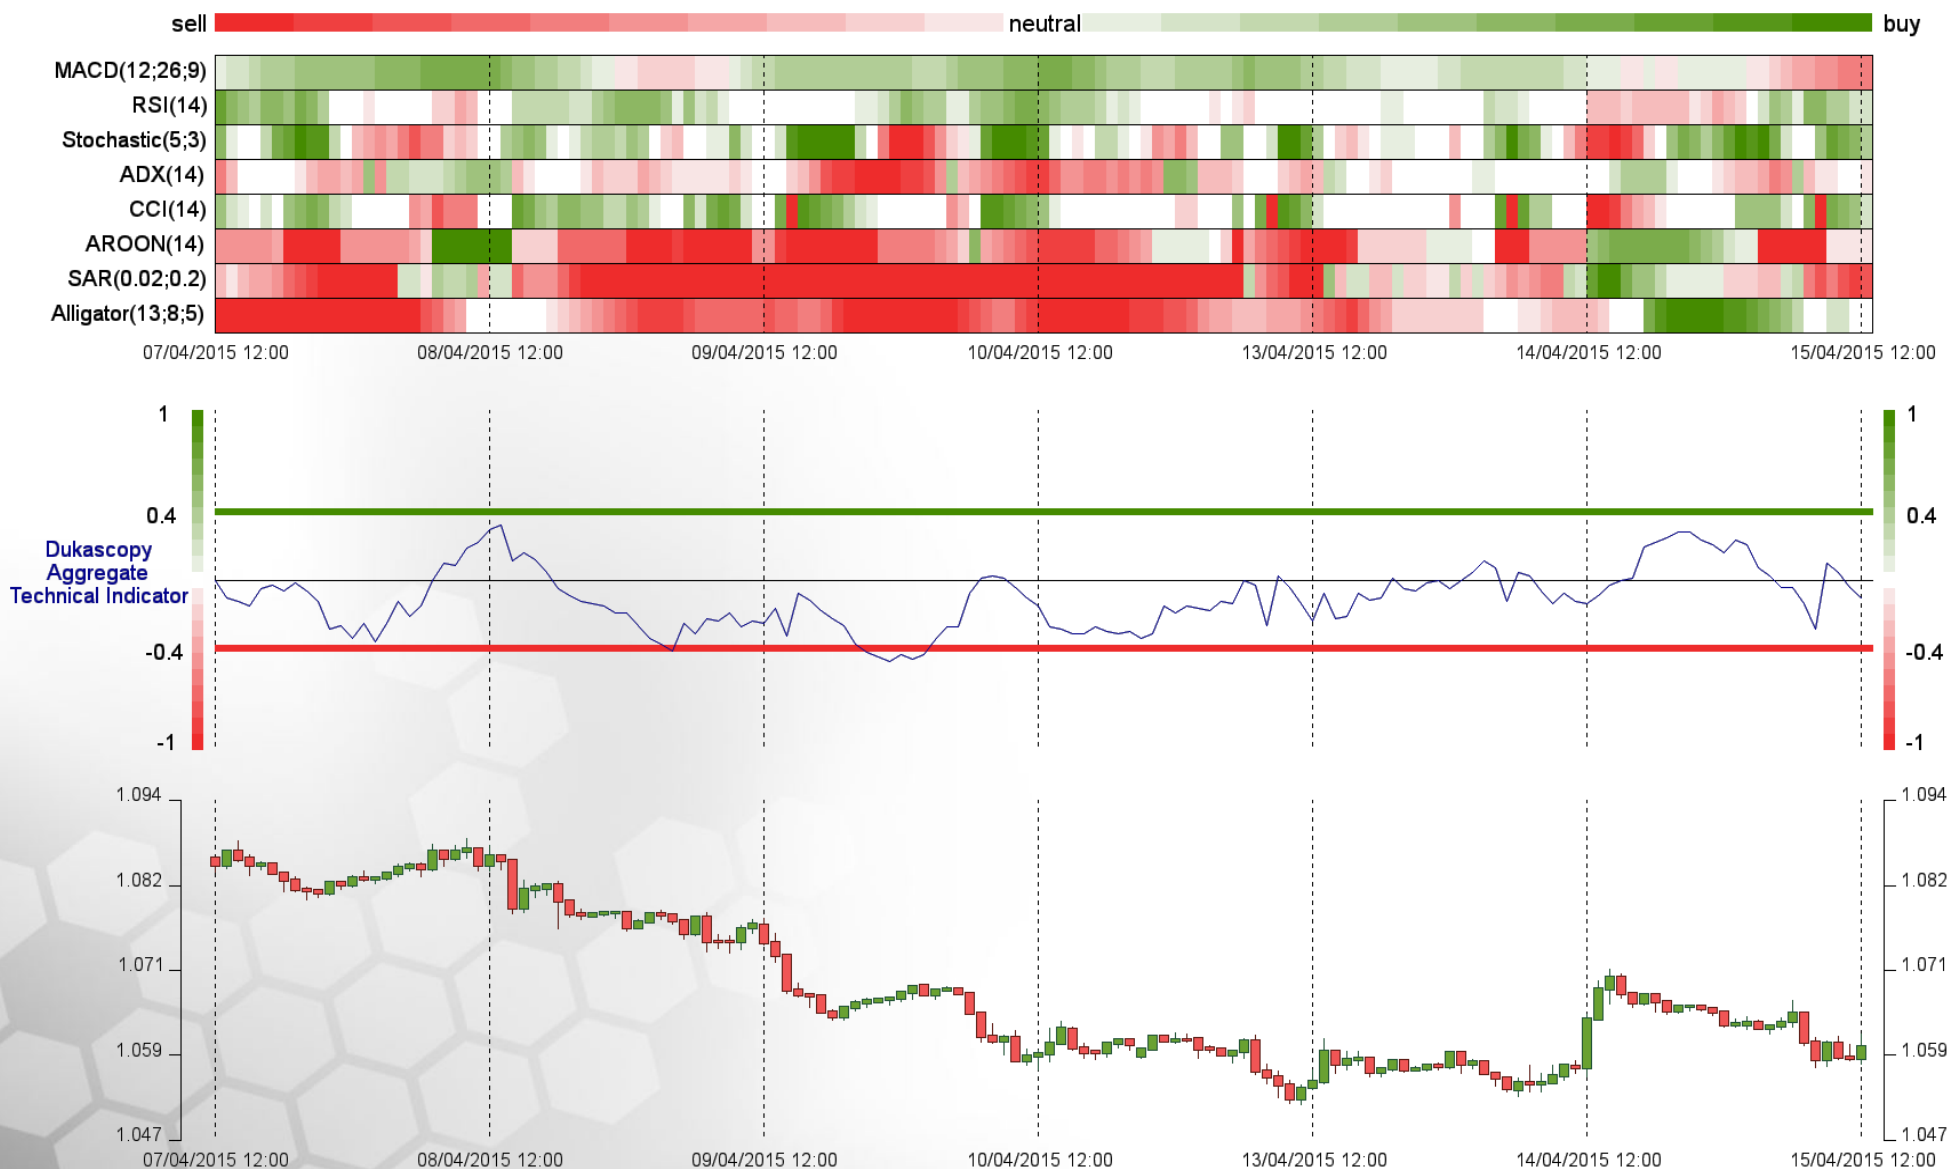 sell neutral buy
MACD(12;26;9)
RSI(14)
Stochastic(5;3)
ADX(14)
CCI(14)
AROON(14)
SAR(0.02;0.2)
Alligator(13;8;5)
07/04/2015 12:00 08/04/2015 12:00 09/04/2015 12:00 10/04/2015 12:00 13/04/2015 12:00 14/04/2015 12:00 15/04/2015 12:00
1 1
0.4 0.4
Dukascopy
Aggregate
Technical Indicator
-0.4 -0.4
-1 -1
1.094 1.094
1.082 1.082
1.071 1.071
1.059 1.059
1.047 1.047
07/04/2015 12:00 08/04/2015 12:00 09/04/2015 12:00 10/04/2015 12:00 13/04/2015 12:00 14/04/2015 12:00 15/04/2015 12:00